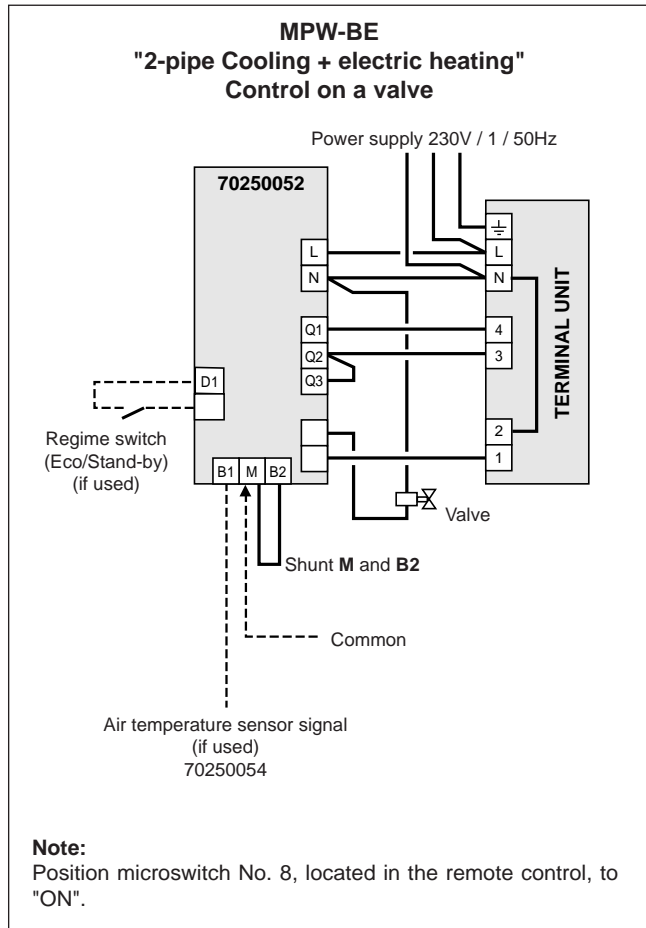 MPW-BE
"2-pipe Cooling + electric heating"
Control on a valve
Power supply 230V / 1 / 50Hz
70250052
L
N
Q1
Q2
Q3
D1
B1 M B2
L
N
4
3
2
1
TERMINAL UNIT
Regime switch
(Eco/Stand-by)
(if used)
Valve
Shunt M and B2
Common
Air temperature sensor signal
(if used)
70250054
Note:
Position microswitch No. 8, located in the remote control, to
"ON".